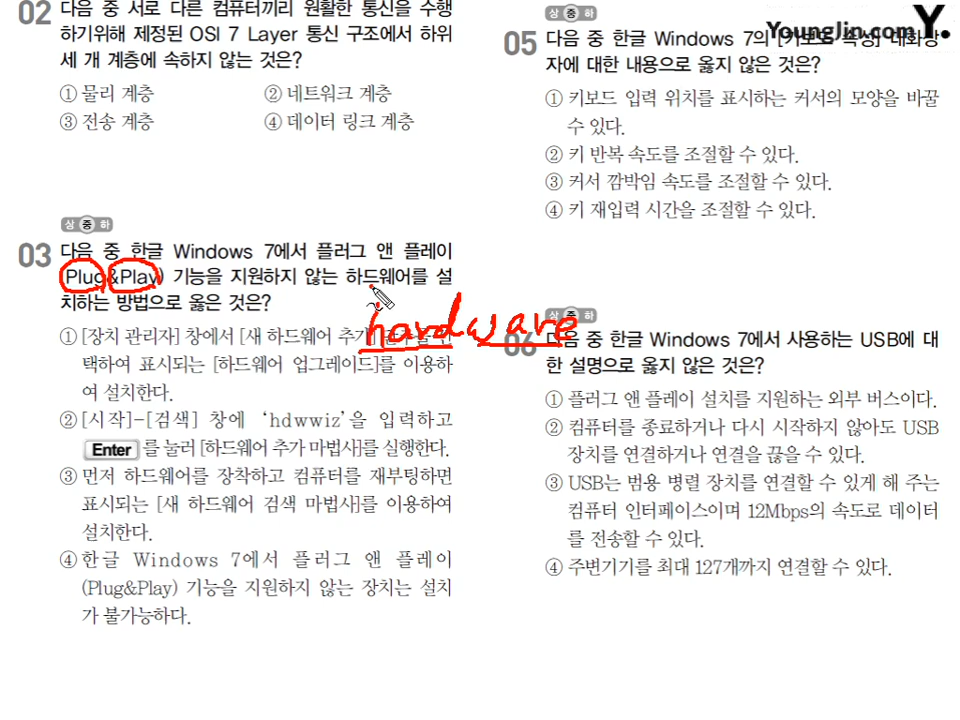 02 다음 중 서로 다른 컴퓨터끼리 원활한 통신을 수행
하기위해 제정된 OSI 7 Layer 통신 구조에서 하위
세 개 계층에 속하지 않는 것은?
① 물리 계층 ② 네트워크 계층
③ 전송 계층 ④ 데이터 링크 계층
상 중 하
03 다음 중 한글 Windows 7에서 플러그 앤 플레이
(Plug&Play) 기능을 지원하지 않는 하드웨어를 설
치하는 방법으로 옳은 것은?
hardware
① [장치 관리자] 창에서 [새 하드웨어 추가]
택하여 표시되는 [하드웨어 업그레이드]를 이용하
여 설치한다.
② [시작]-[검색] 창에 ‘hdwwiz’을 입력하고
Enter 를 눌러 [하드웨어 추가 마법사]를 실행한다.
③ 먼저 하드웨어를 장착하고 컴퓨터를 재부팅하면
표시되는 [새 하드웨어 검색 마법사]를 이용하여
설치한다.
④ 한글 Windows 7에서 플러그 앤 플레이
(Plug&Play) 기능을 지원하지 않는 장치는 설치
가 불가능하다.
상 중 하
Younglin.com Y.
05 다음 중 한글 Windows 7의 [키보드 속성] 대화상
자에 대한 내용으로 옳지 않은 것은?
① 키보드 입력 위치를 표시하는 커서의 모양을 바꿀
수 있다.
② 키 반복 속도를 조절할 수 있다.
③ 커서 깜박임 속도를 조절할 수 있다.
④ 키 재입력 시간을 조절할 수 있다.
상 중 하
06 다음 중 한글 Windows 7에서 사용하는 USB에 대
한 설명으로 옳지 않은 것은?
① 플러그 앤 플레이 설치를 지원하는 외부 버스이다.
② 컴퓨터를 종료하거나 다시 시작하지 않아도 USB
장치를 연결하거나 연결을 끊을 수 있다.
③ USB는 범용 병렬 장치를 연결할 수 있게 해 주는
컴퓨터 인터페이스이며 12Mbps의 속도로 데이터
를 전송할 수 있다.
④ 주변기기를 최대 127개까지 연결할 수 있다.